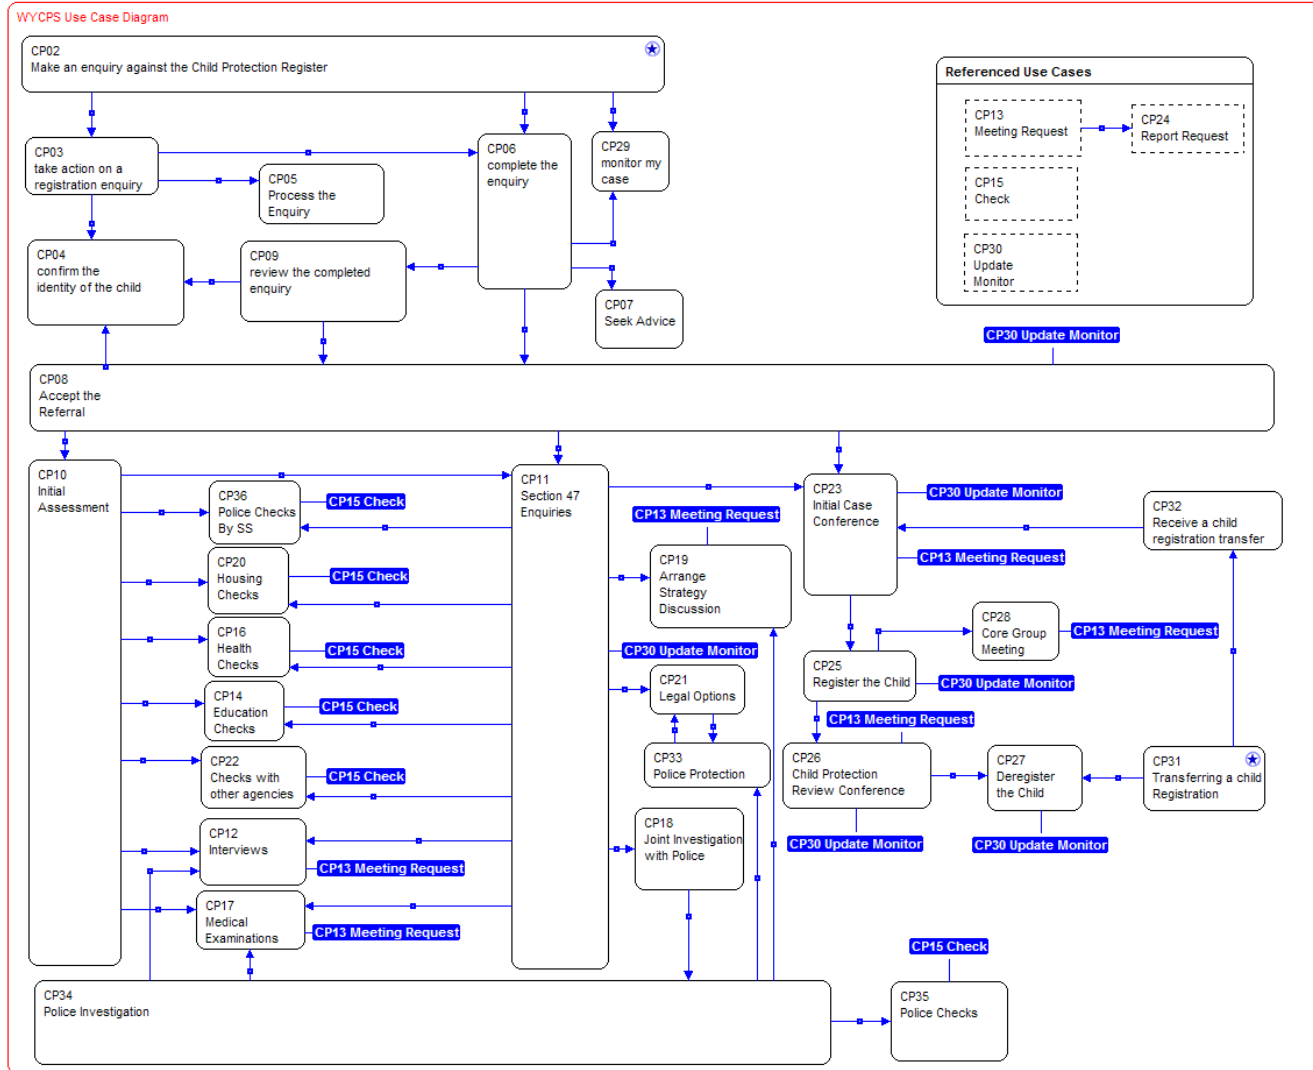 WYCPS Use Case Diagram
CP02
Make an enquiry against the Child Protection Register
Referenced Use Cases
CP13
Meeting Request
CP24
Report Request
CP15
Check
CP30
Update
Monitor
CP03
take action on a
registration enquiry
CP05
Process the
Enquiry
CP06
complete the
enquiry
CP29
monitor my
case
CP04
confirm the
identity of the child
CP09
review the completed
enquiry
CP07
Seek Advice
CP30 Update Monitor
CP08
Accept the
Referral
CP10
Initial
Assessment
CP36
Police Checks
By SS
CP15 Check
CP20
Housing
Checks
CP15 Check
CP16
Health
Checks
CP15 Check
CP14
Education
Checks
CP15 Check
CP22
Checks with
other agencies
CP15 Check
CP12
Interviews
CP13 Meeting Request
CP17
Medical
Examinations
CP13 Meeting Request
CP11
Section 47
Enquiries
CP13 Meeting Request
CP19
Arrange
Strategy
Discussion
CP30 Update Monitor
CP21
Legal Options
CP33
Police Protection
CP18
Joint Investigation
with Police
CP23
Initial Case
Conference
CP30 Update Monitor
CP13 Meeting Request
CP32
Receive a child
registration transfer
CP28
Core Group
Meeting
CP13 Meeting Request
CP25
Register the Child
CP30 Update Monitor
CP13 Meeting Request
CP26
Child Protection
Review Conference
CP30 Update Monitor
CP27
Deregister
the Child
CP30 Update Monitor
CP31
Transferring a child
Registration
CP34
Police Investigation
CP15 Check
CP35
Police Checks